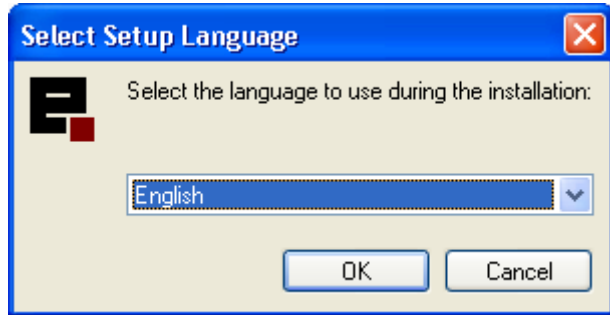 Select Setup Language
Select the language to use during the installation:
English
OK
Cancel